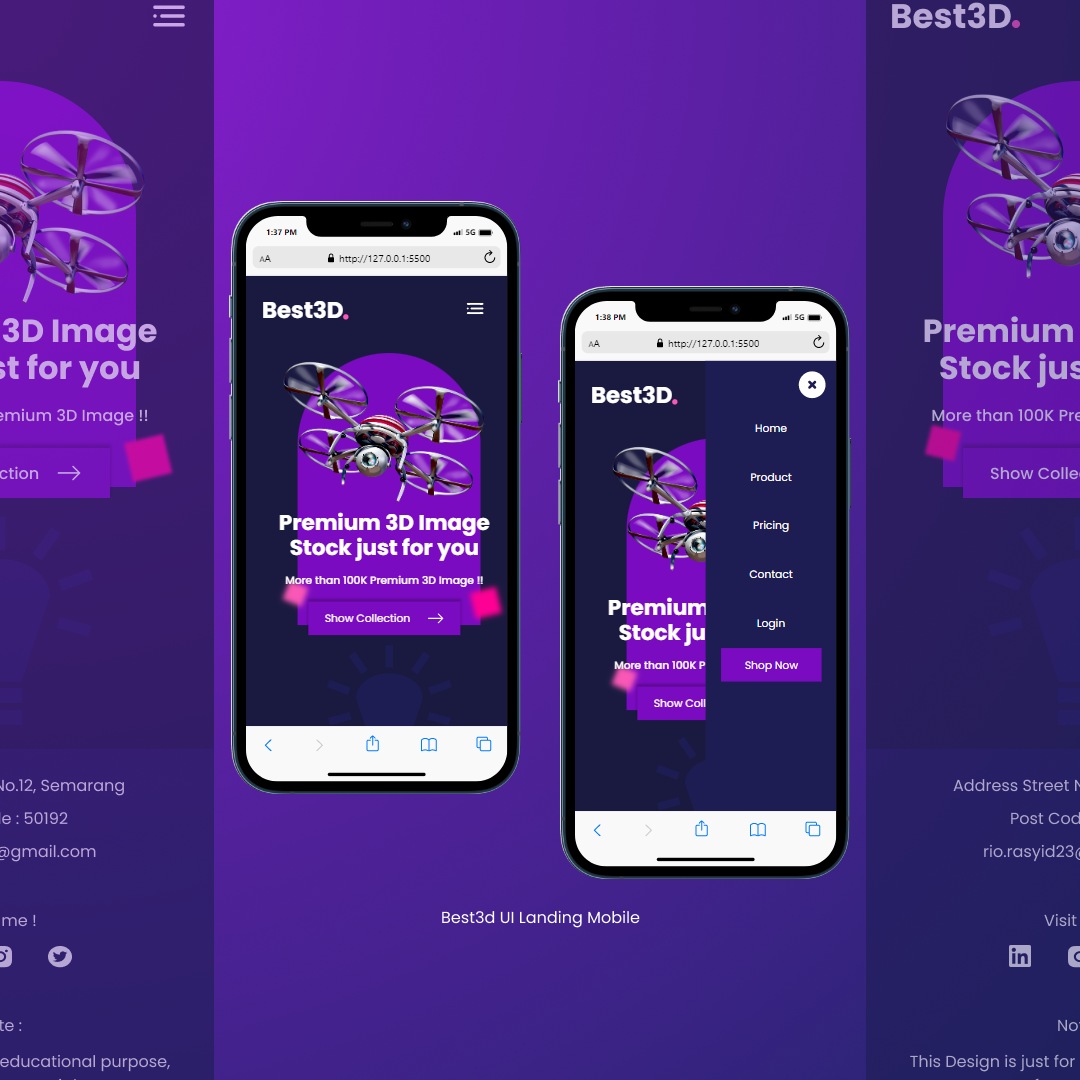 3D Image
st for you
emium 3D Image !!
ction
No.12, Semarang
le : 50192
@gmail.com
me !
te :
educational purpose,
1:37 PM
5G
AA
http://127.0.0.1:5500
Best3D.
Premium 3D Image
Stock just for you
More than 100K Premium 3D Image !!
Show Collection
1:38 PM
5G
AA
http://127.0.0.1:5500
Best3D.
Home
Product
Pricing
Contact
Login
Shop Now
Premium
Stock ju
More than 100K P
Show Coll
Best3d UI Landing Mobile
Best3D.
Premium
Stock jus
More than 100K Pre
Show Colle
Address Street N
Post Cod
rio.rasyid23@
Visit
in
No
This Design is just for